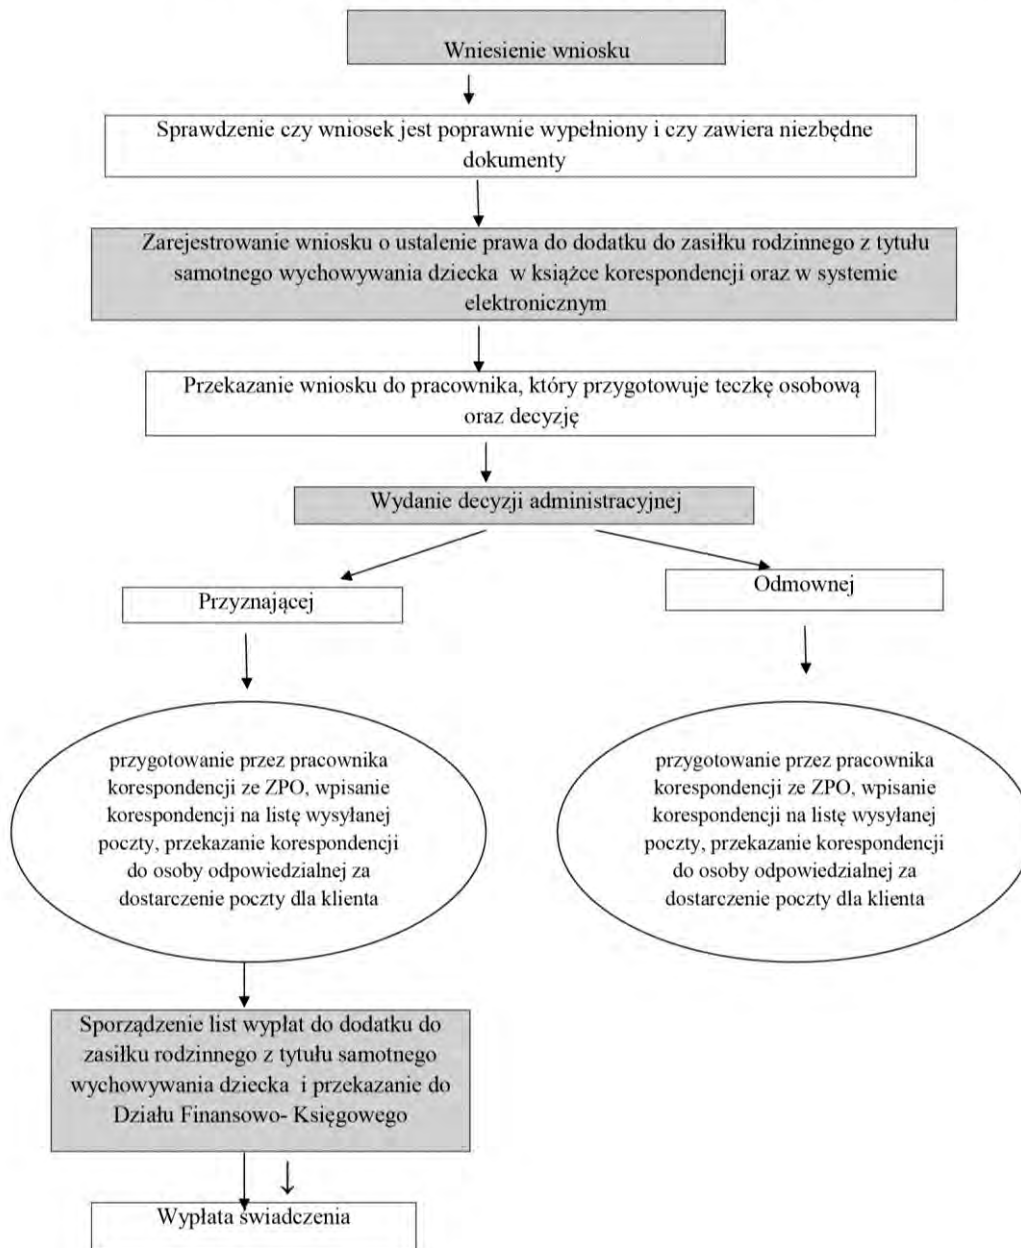 Wniesienie wniosku
Sprawdzenie czy wniosek jest poprawnie wypełniony i czy zawiera niezbędne
dokumenty
Zarejestrowanie wniosku o ustalenie prawa do dodatku do zasiłku rodzinnego z tytułu
samotnego wychowywania dziecka w książce korespondencji oraz w systemie
elektronicznym
Przekazanie wniosku do pracownika, który przygotowuje teczkę osobową
oraz decyzję
Wydanie decyzji administracyjnej
Przyznającej
Odmownej
przygotowanie przez pracownika
korespondencji ze ZPO, wpisanie
korespondencji na listę wysyłanej
poczty, przekazanie korespondencji
do osoby odpowiedzialnej za
dostarczenie poczty dla klienta
przygotowanie przez pracownika
korespondencji ze ZPO, wpisanie
korespondencji na listę wysyłanej
poczty, przekazanie korespondencji
do osoby odpowiedzialnej za
dostarczenie poczty dla klienta
Sporządzenie list wypłat do dodatku do
zasiłku rodzinnego z tytułu samotnego
wychowywania dziecka i przekazanie do
Działu Finansowo- Księgowego
Wypłata świadczenia